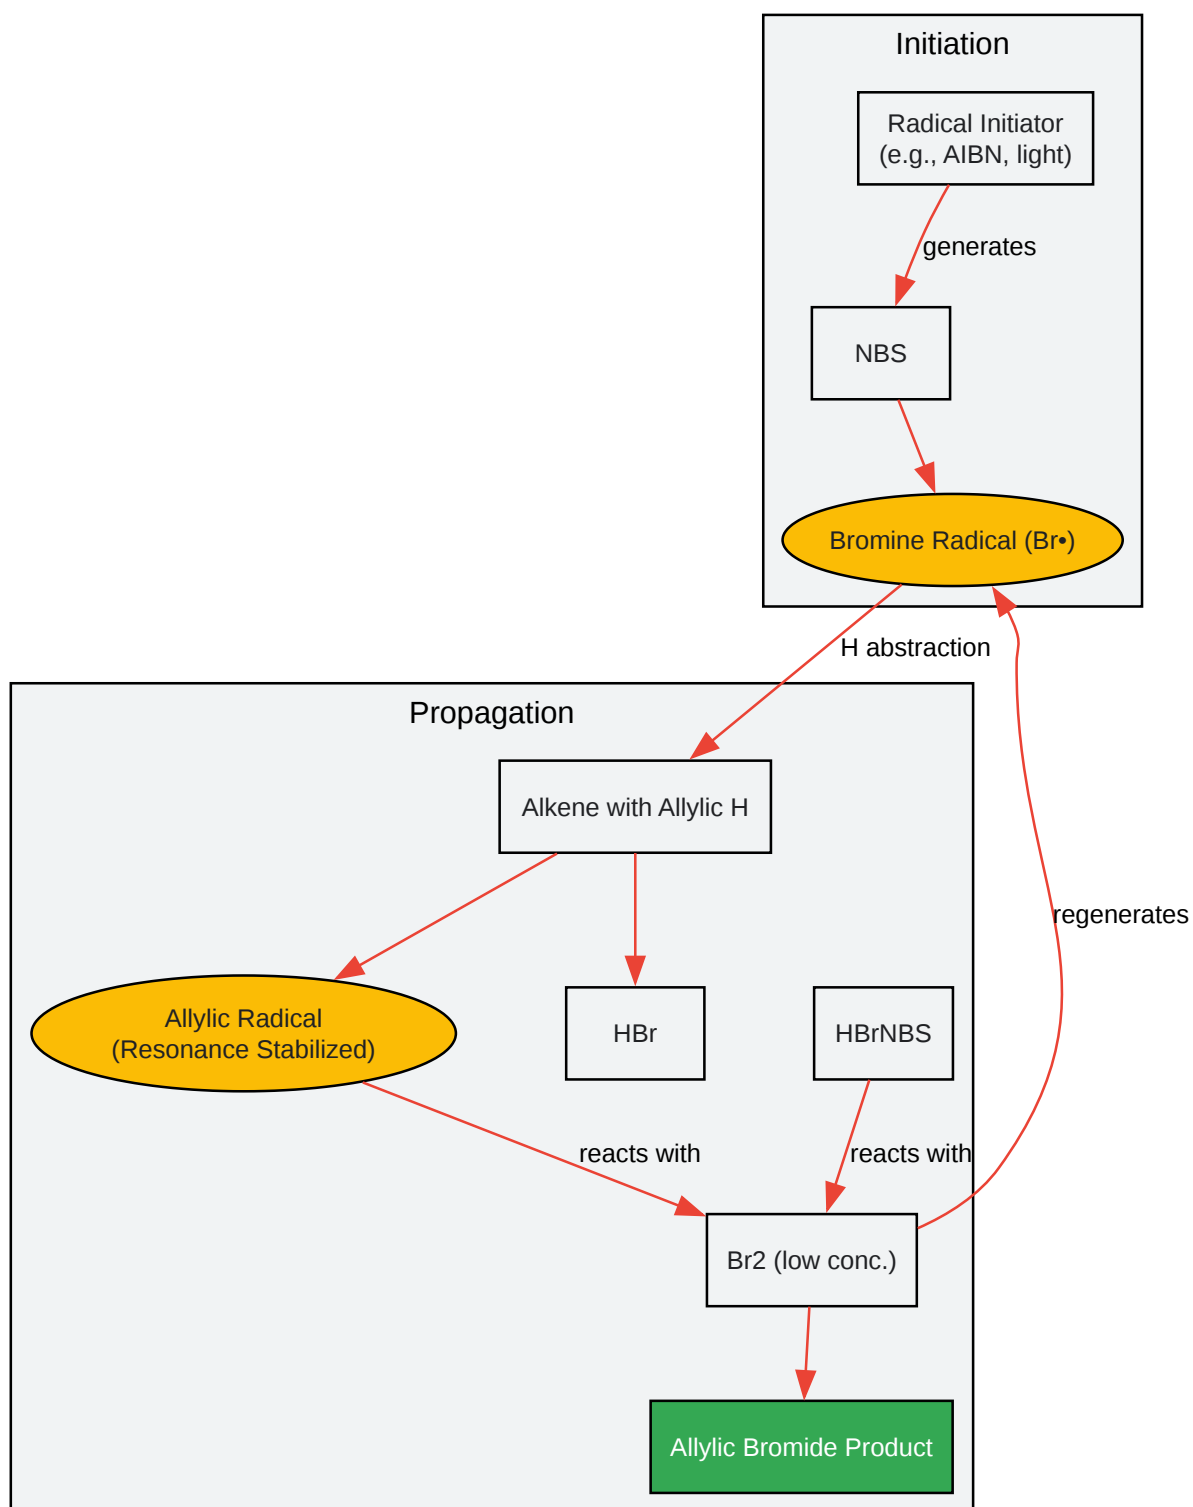 Initiation
Radical Initiator
(e.g., AIBN, light)
generates
NBS
Bromine Radical (Br•)
H abstraction
Propagation
Alkene with Allylic H
regenerates
Allylic Radical
(Resonance Stabilized)
HBr
HBrNBS
reacts with
reacts with
Br2 (low conc.)
Allylic Bromide Product